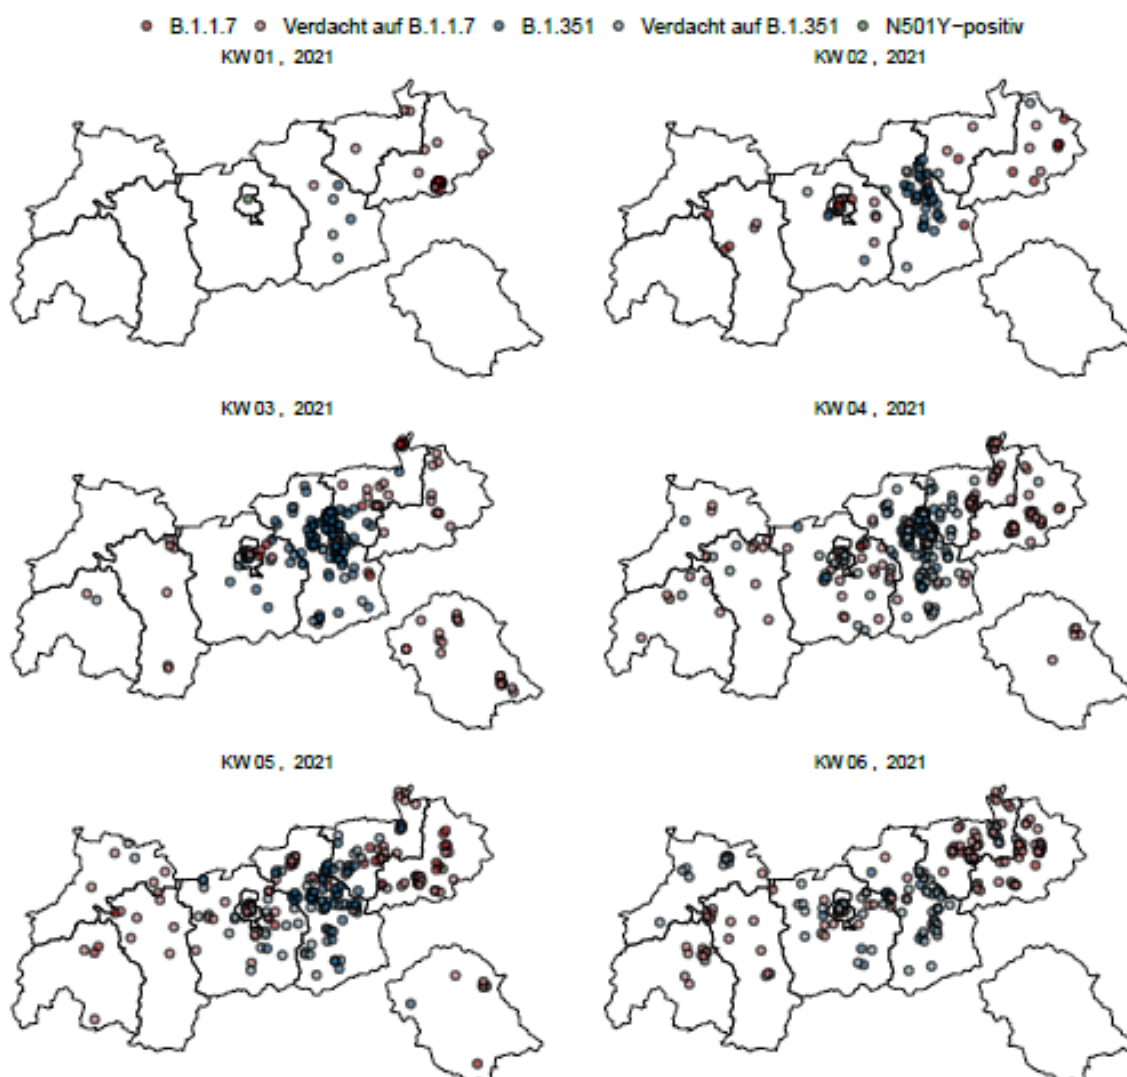 B.1.1.7 Verdacht auf B.1.1.7 B.1.351 Verdacht auf B.1.351 N501Y-positiv
KW 01, 2021 KW 02, 2021
KW 03, 2021 KW 04, 2021
KW 05, 2021 KW 06, 2021